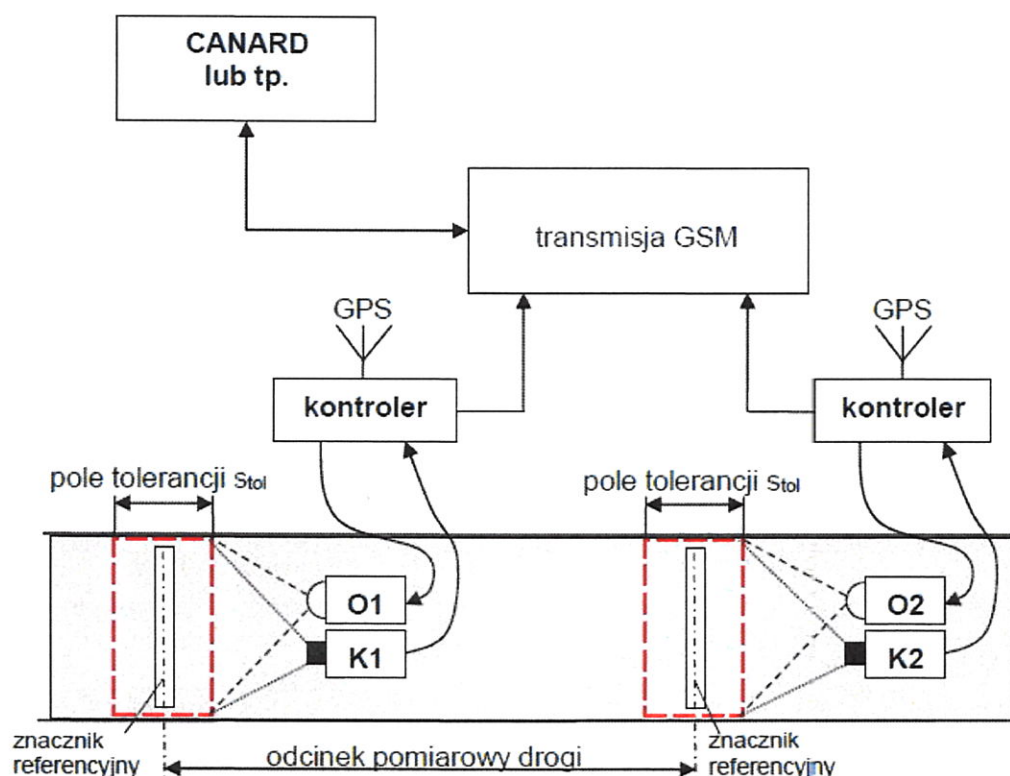 CANARD
lub tp.
transmisja GSM
GPS
GPS
kontroler
kontroler
pole tolerancji stol
pole tolerancji stol
O1
K1
O2
K2
znacznik
referencyjny
odcinek pomiarowy drogi
znacznik
referencyjny